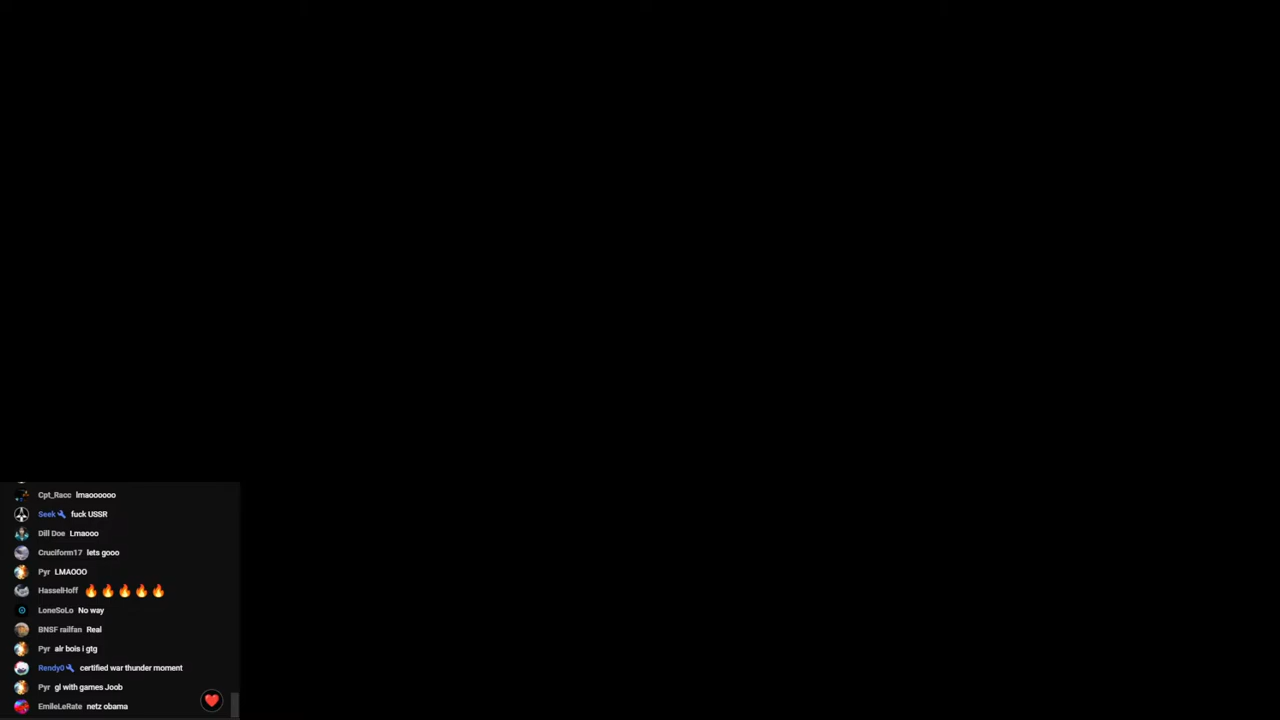 Cpt_Racc lmaoooooo
Seek fuck USSR
Dill Doe Lmaooo
Cruciform17 lets gooo
Pyr LMAOOO
HasselHoff 🔥🔥🔥🔥🔥
LoneSoLo No way
BNSF railfan Real
Pyr alr bois i gtg
Rendy0 certified war thunder moment
Pyr gl with games Joob
EmileLeRate netz obama